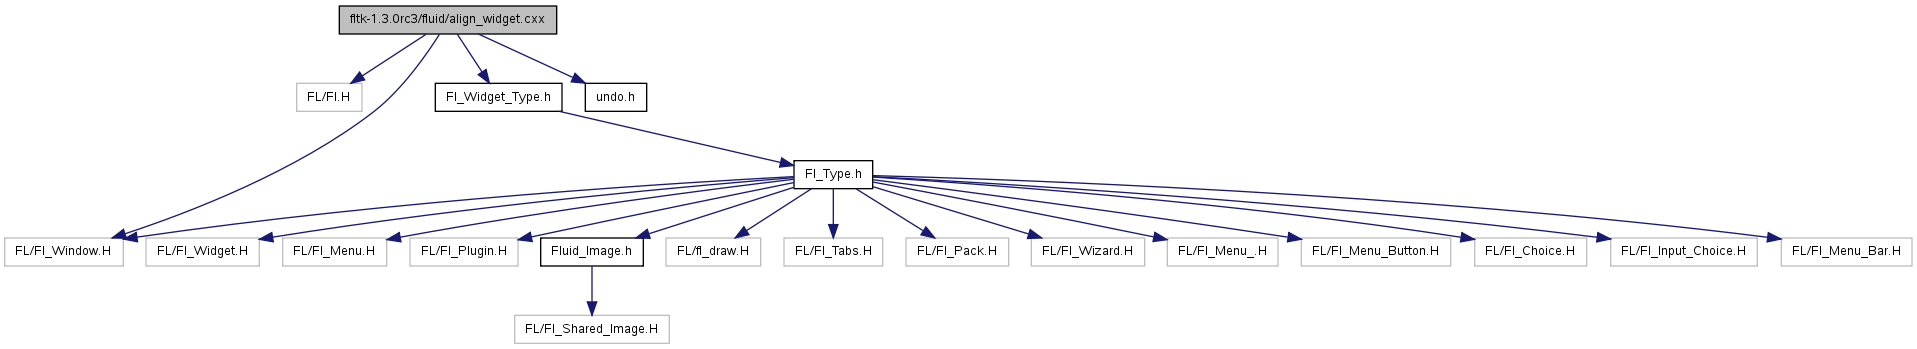 fltk-1.3.0rc3/fluid/align_widget.cxx
FL/Fl.H
Fl_Widget_Type.h
undo.h
Fl_Type.h
FL/Fl_Window.H
FL/Fl_Widget.H
FL/Fl_Menu.H
FL/Fl_Plugin.H
Fluid_Image.h
FL/fl_draw.H
FL/Fl_Tabs.H
FL/Fl_Pack.H
FL/Fl_Wizard.H
FL/Fl_Menu_.H
FL/Fl_Menu_Button.H
FL/Fl_Choice.H
FL/Fl_Input_Choice.H
FL/Fl_Menu_Bar.H
FL/Fl_Shared_Image.H